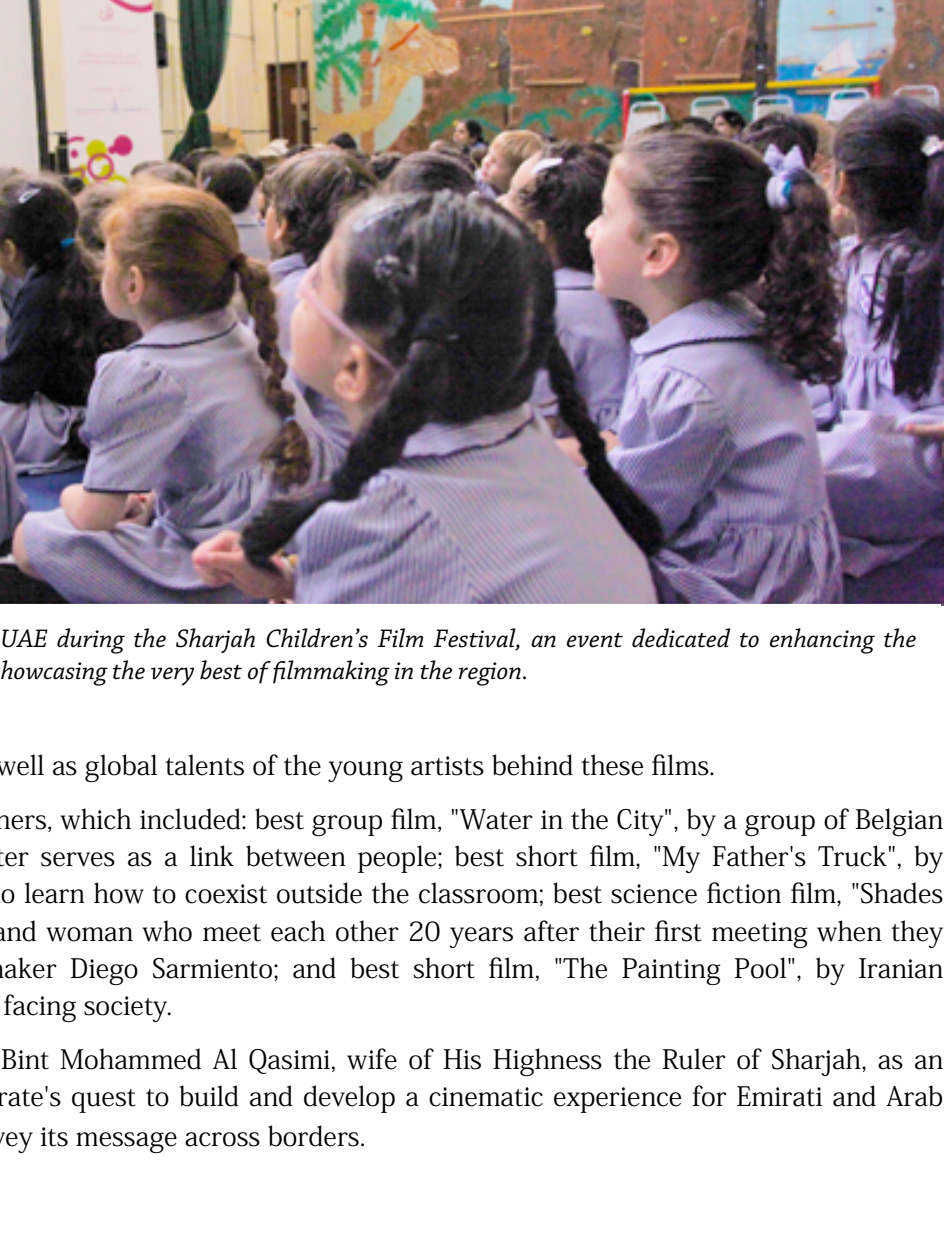 UAE during the Sharjah Children’s Film Festival, an event dedicated to enhancing the
howcasing the very best of filmmaking in the region.
well as global talents of the young artists behind these films.
ners, which included: best group film, "Water in the City", by a group of Belgian
ter serves as a link between people; best short film, "My Father's Truck", by
o learn how to coexist outside the classroom; best science fiction film, "Shades
and woman who meet each other 20 years after their first meeting when they
naker Diego Sarmiento; and best short film, "The Painting Pool", by Iranian
facing society.
Bint Mohammed Al Qasimi, wife of His Highness the Ruler of Sharjah, as an
rate's quest to build and develop a cinematic experience for Emirati and Arab
vey its message across borders.